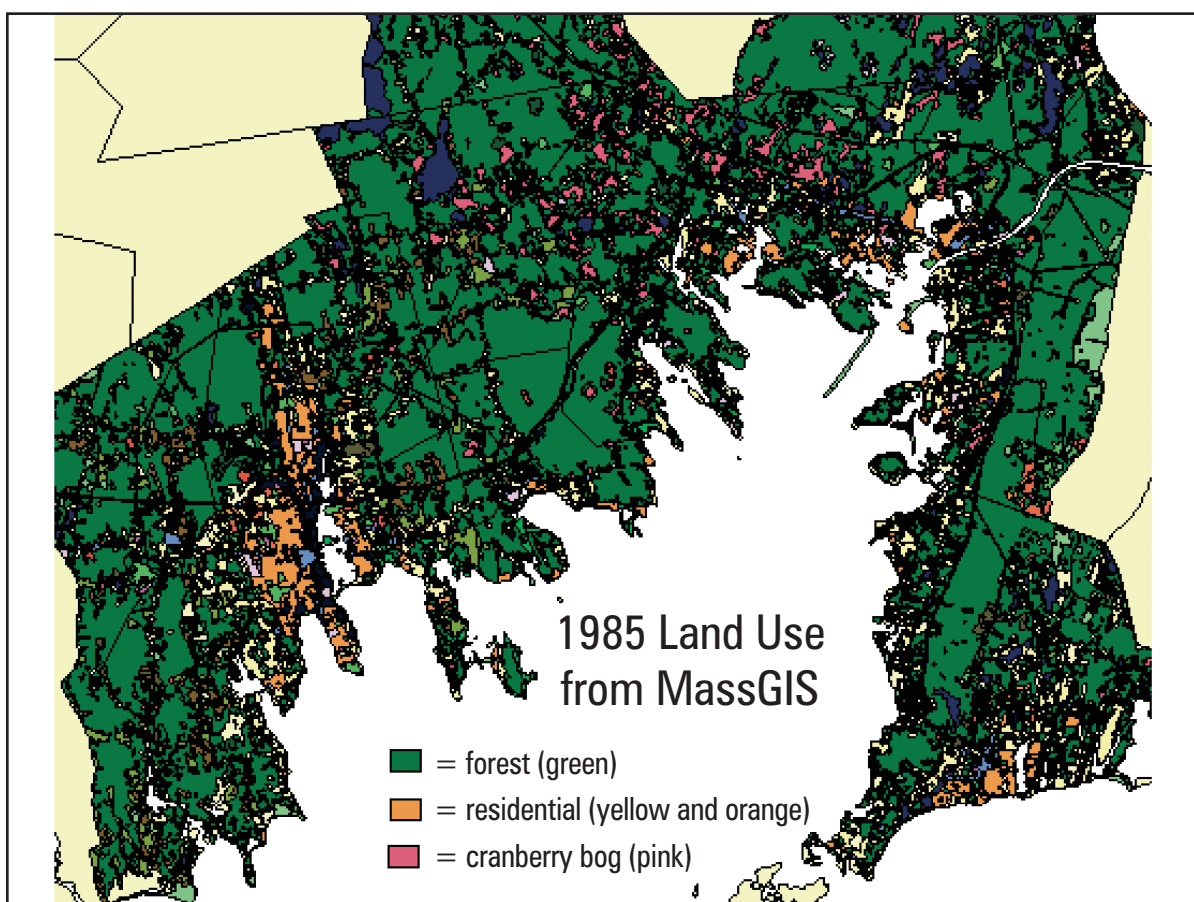 1985 Land Use
from MassGIS
= forest (green)
= residential (yellow and orange)
= cranberry bog (pink)